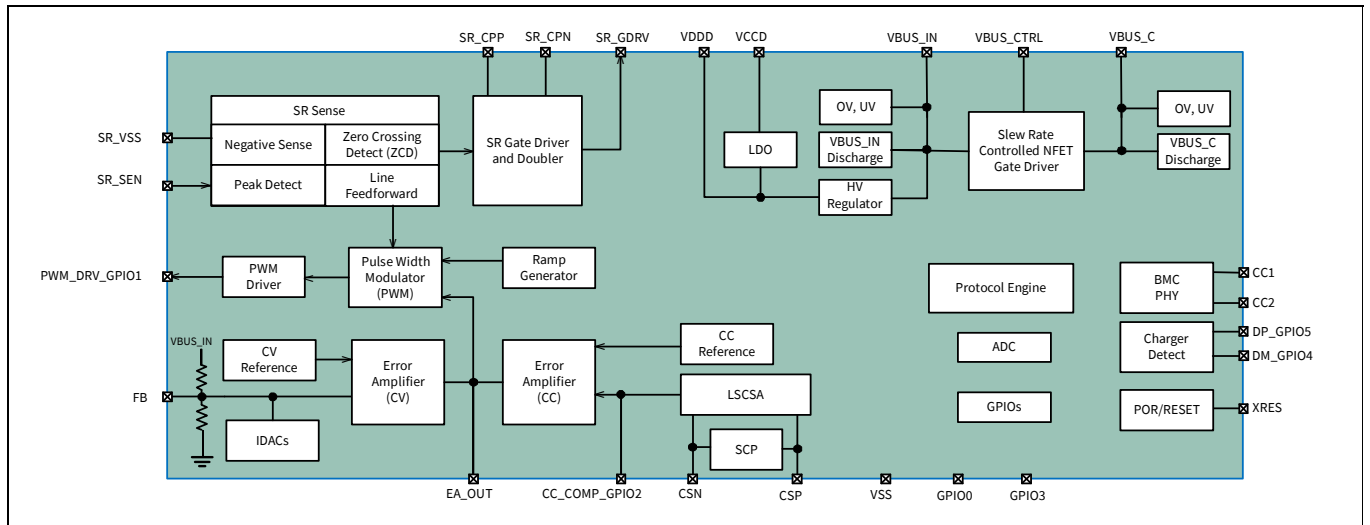 SR_CPP
SR_CPN
SR_GDRV
VDDD
VCCD
VBUS_IN
VBUS_CTRL
VBUS_C
SR_VSS
SR_SEN
SR Sense
Negative Sense
Zero Crossing
Detect (ZCD)
Peak Detect
Line
Feedforward
SR Gate Driver
and Doubler
LDO
OV, UV
VBUS_IN
Discharge
HV
Regulator
Slew Rate
Controlled NFET
Gate Driver
OV, UV
VBUS_C
Discharge
PWM_DRV_GPIO1
PWM
Driver
Pulse Width
Modulator
(PWM)
Ramp
Generator
Protocol Engine
BMC
PHY
CC1
CC2
VBUS_IN
CV
Reference
Error
Amplifier
(CV)
Error
Amplifier
(CC)
CC
Reference
ADC
Charger
Detect
DP_GPIO5
DM_GPIO4
FB
IDACs
LSCSA
SCP
GPIOs
POR/RESET
XRES
EA_OUT
CC_COMP_GPIO2
CSN
CSP
VSS
GPIO0
GPIO3